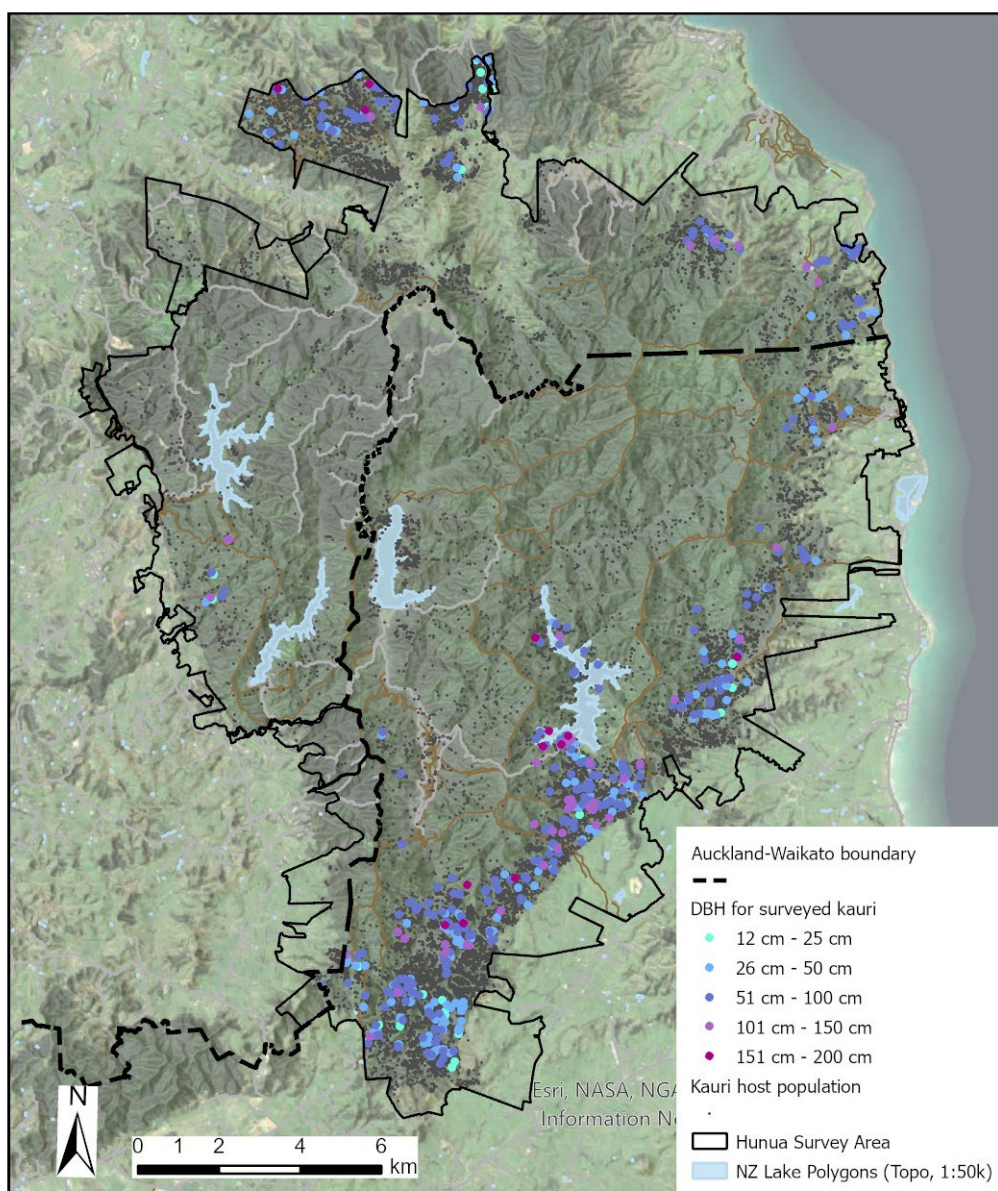 Auckland-Waikato boundary
DBH for surveyed kauri
12 cm - 25 cm
26 cm - 50 cm
51 cm - 100 cm
101 cm - 150 cm
151 cm - 200 cm
Kauri host population
Hunua Survey Area
NZ Lake Polygons (Topo, 1:50k)
Esri, NASA, NGA
Information Ne
N
0 1 2 4 6
km